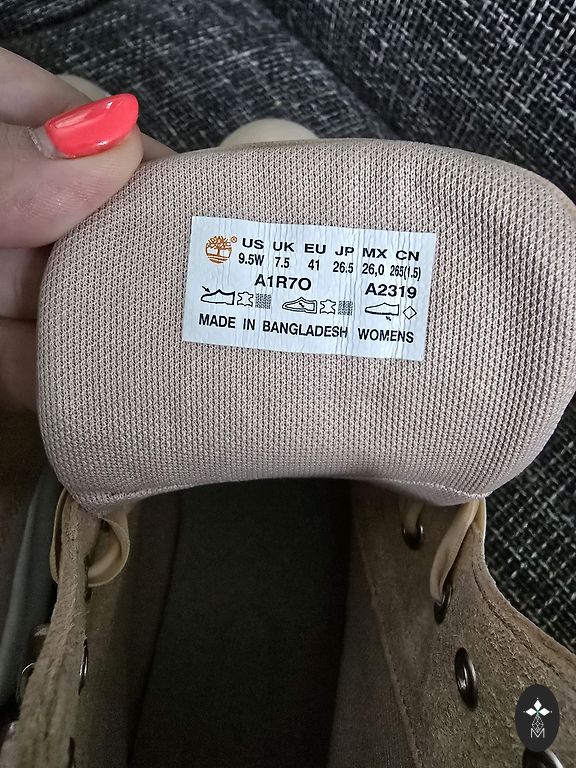 ® US UK EU JP MX CN
9.5W 7.5 41 26.5 26,0 265(1.5)
A1R7O A2319
MADE IN BANGLADESH WOMENS
M